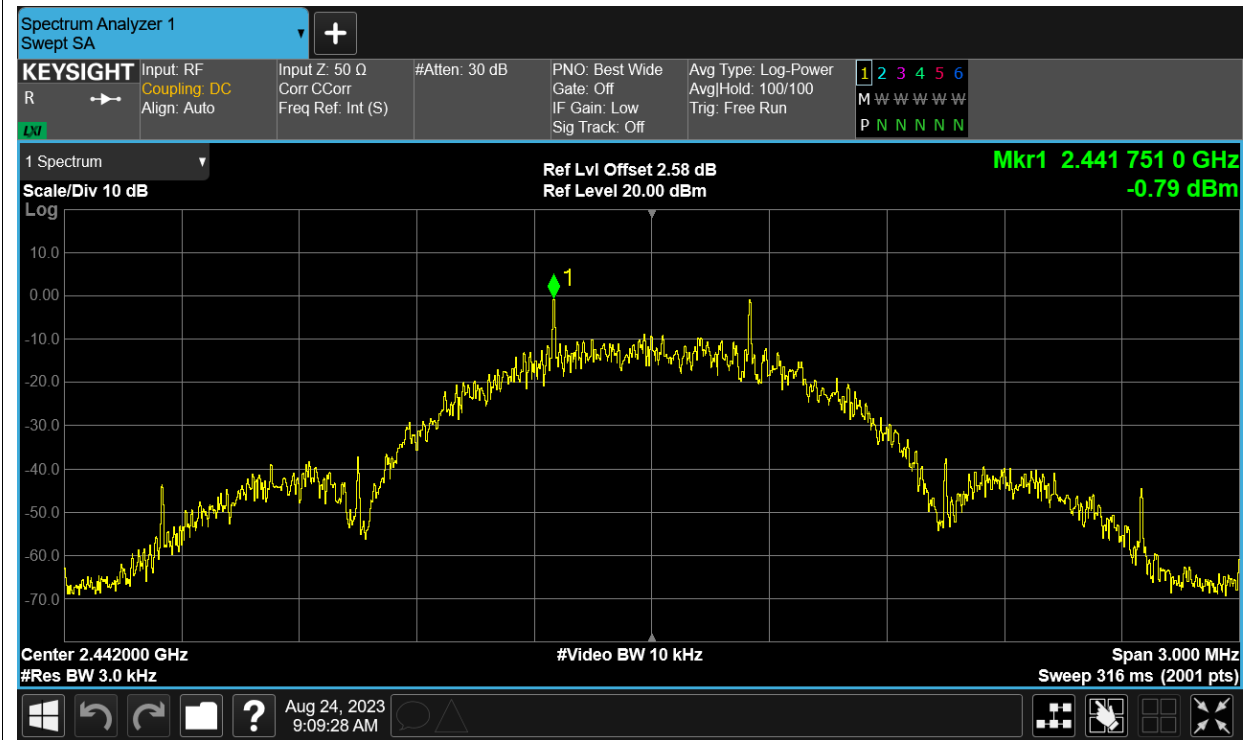 Spectrum Analyzer 1
Swept SA
KEYSIGHT
R
LXI
Input: RF
Coupling: DC
Align: Auto
Input Z: 50 Ω
Corr CCorr
Freq Ref: Int (S)
#Atten: 30 dB
PNO: Best Wide
Gate: Off
IF Gain: Low
Sig Track: Off
Avg Type: Log-Power
Avg|Hold: 100/100
Trig: Free Run
1 2 3 4 5 6
M W W W W W
P N N N N N
1 Spectrum
Scale/Div 10 dB
Log
Ref Lvl Offset 2.58 dB
Ref Level 20.00 dBm
Mkr1 2.441 751 0 GHz
-0.79 dBm
10.0
0.00
-10.0
-20.0
-30.0
-40.0
-50.0
-60.0
-70.0
1
Center 2.442000 GHz
#Res BW 3.0 kHz
#Video BW 10 kHz
Span 3.000 MHz
Sweep 316 ms (2001 pts)
?
Aug 24, 2023
9:09:28 AM